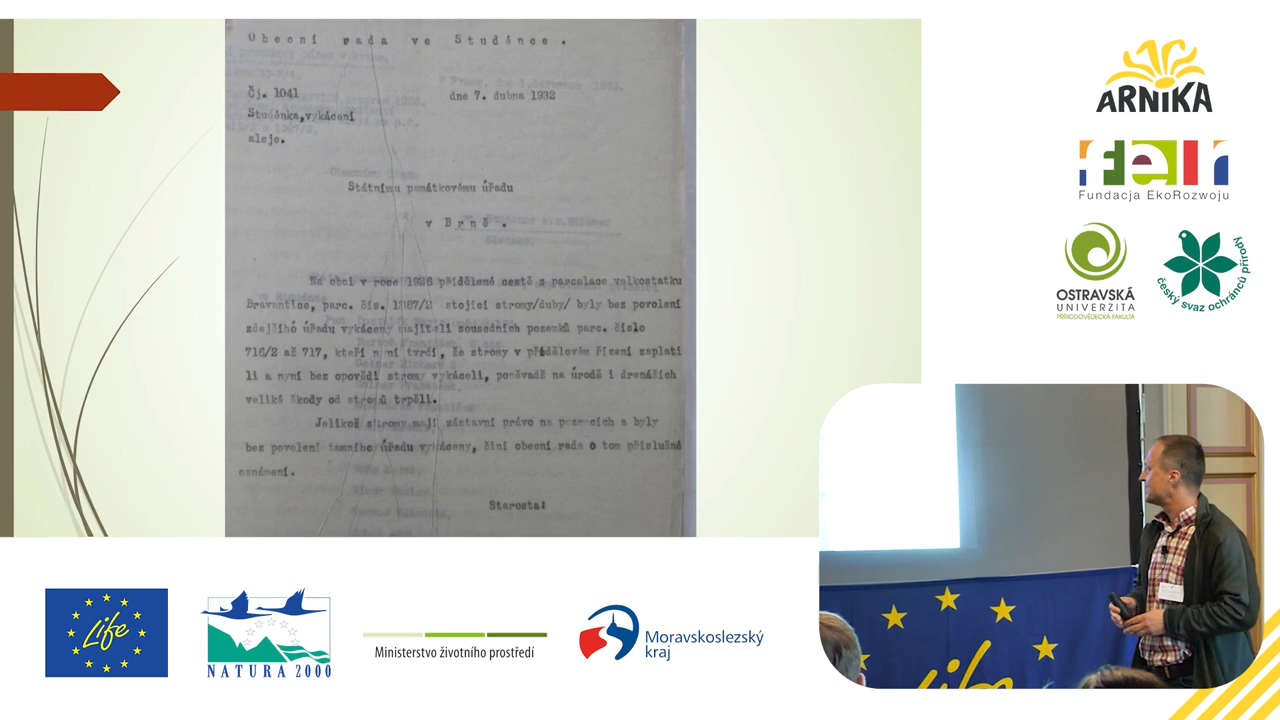 Obecní rada ve Studénce.
čj. 1041
dne 7. dubna 1932
Studánka,vykácení
aleje.
Státnímu památkovému úřadu
v Brně.
Na obci v roce 1926 přidělené cestě z parcelace velkostatku
Bravantice, parc. čís. 1387/2 stojící stromy/duby/ byly bez povolení
zdejšího úřadu vykáceny majiteli sousedních pozemků parc. číslo
716/2 až 717, kteří nyní tvrdí, že stromy v přídělovém řízení zaplati
li a nyní bez opovědi stromy vykáceli, poněvadž na úrodě i drenážích
veliké škody od stromů trpěli.
Jelikož stromy mají zástavní právo na pozemcích a byly
bez povolení tamního úřadu vykáceny, činí obecní rada o tom příslušné
oznámení.
Starosta:
ARNIKA
feri
Fundacja EkoRozwoju
OSTRAVSKÁ
UNIVERZITA
PŘÍRODOVĚDECKÁ FAKULTA
český svaz ochránců přírody
Life
NATURA 2000
Ministerstvo životního prostředí
Moravskoslezský
kraj